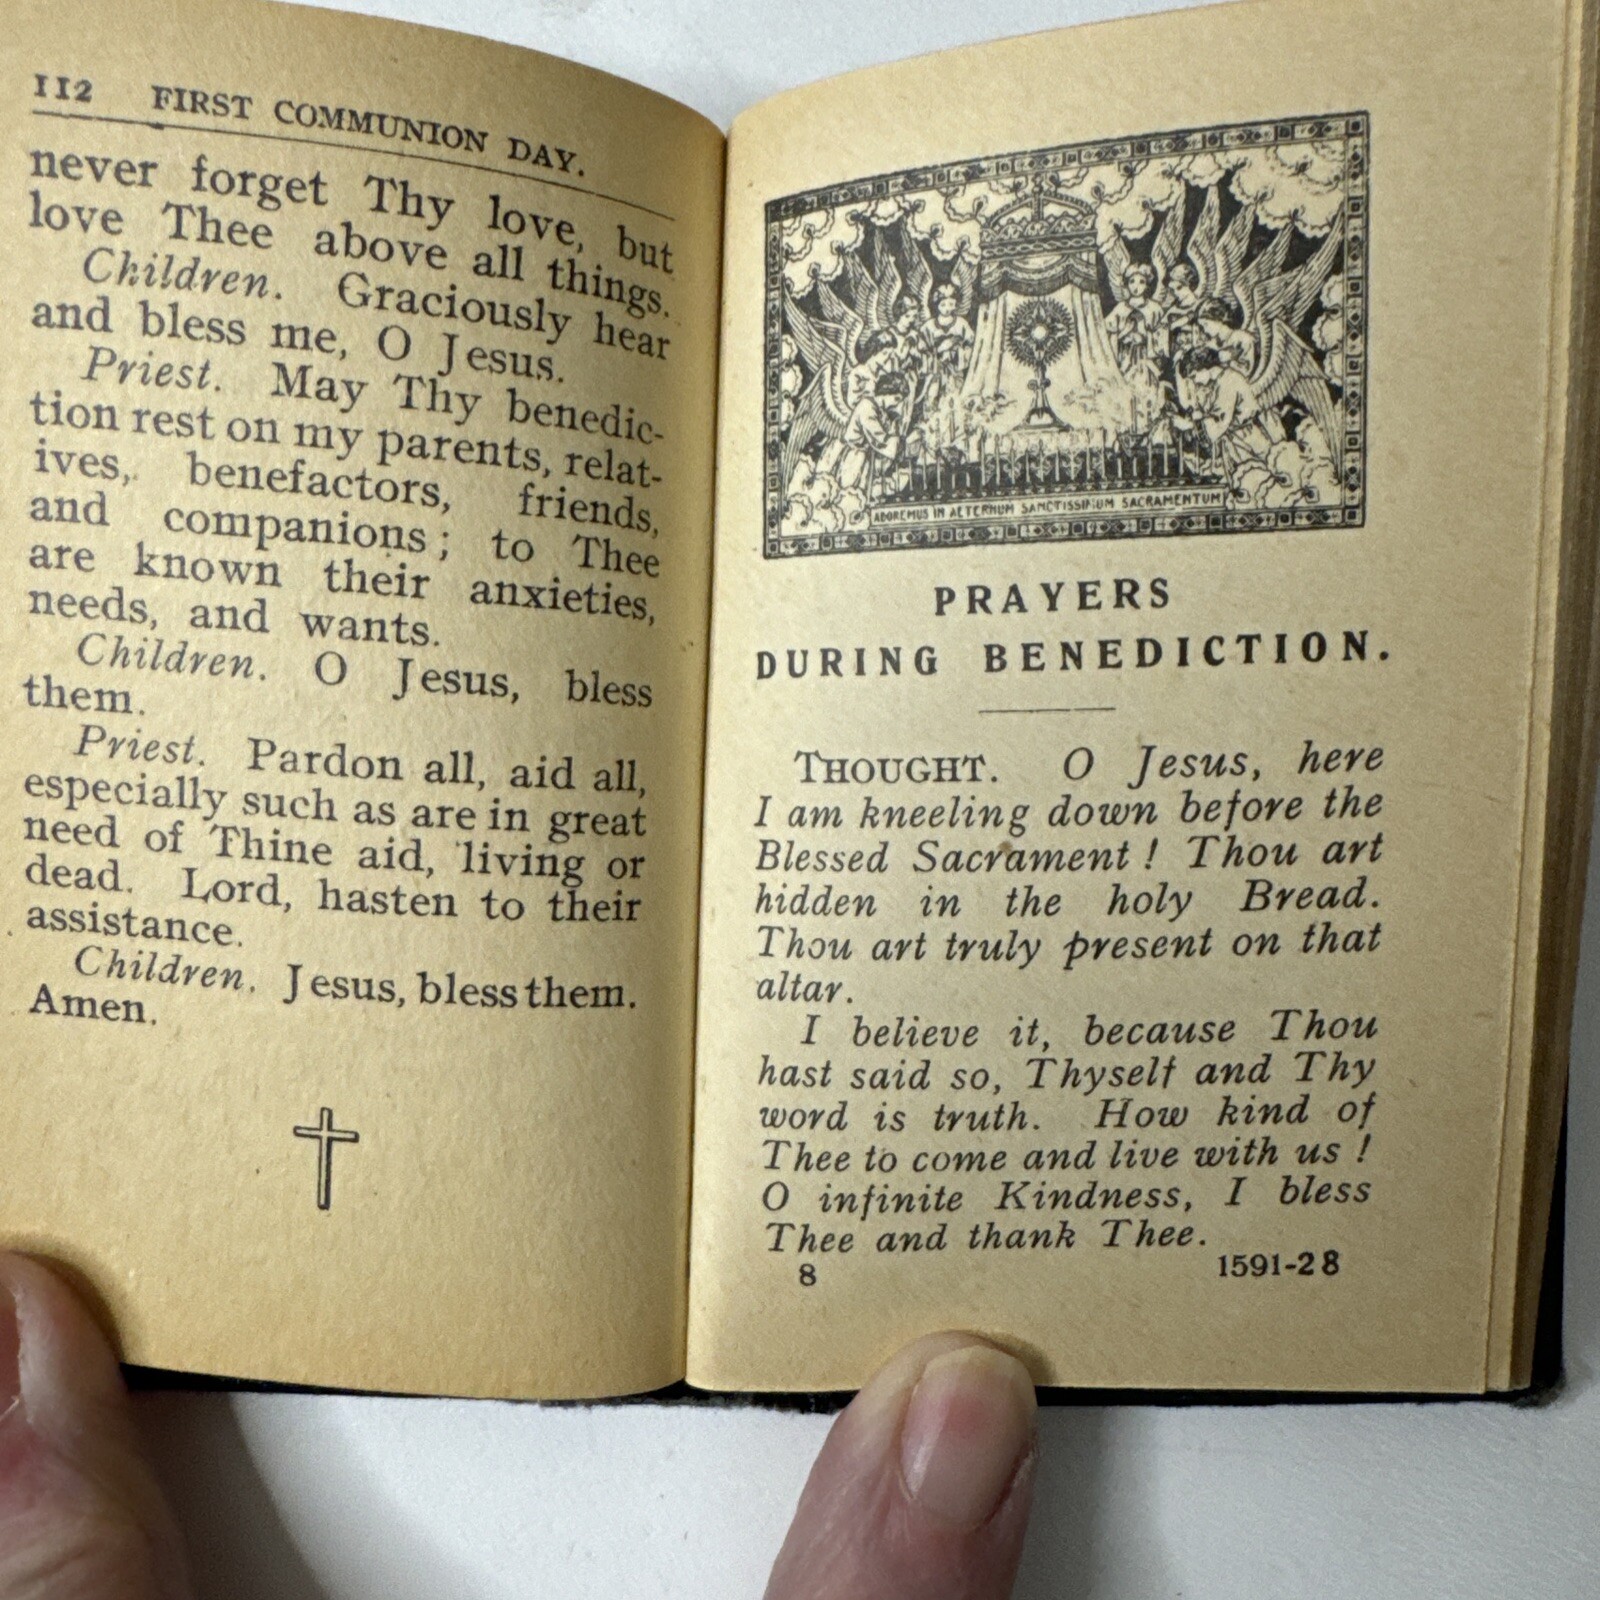 112 FIRST COMMUNION DAY.
never forget Thy love, but
love Thee above all things.
Children. Graciously hear
and bless me, O Jesus.
Priest. May Thy benedic-
tion rest on my parents, relat-
ives, benefactors, friends,
and companions; to Thee
are known their anxieties,
needs, and wants.
Children. O Jesus, bless
them.
Priest. Pardon all, aid all,
especially such as are in great
need of Thine aid, living or
dead. Lord, hasten to their
assistance.
Children. Jesus, bless them.
Amen.
ADOREMUS IN AETERNUM SANCTISSIMUM SACRAMENTUM
PRAYERS
DURING BENEDICTION.
THOUGHT. O Jesus, here
I am kneeling down before the
Blessed Sacrament! Thou art
hidden in the holy Bread.
Thou art truly present on that
altar.
I believe it, because Thou
hast said so, Thyself and Thy
word is truth. How kind of
Thee to come and live with us!
O infinite Kindness, I bless
Thee and thank Thee.
8 1591-28